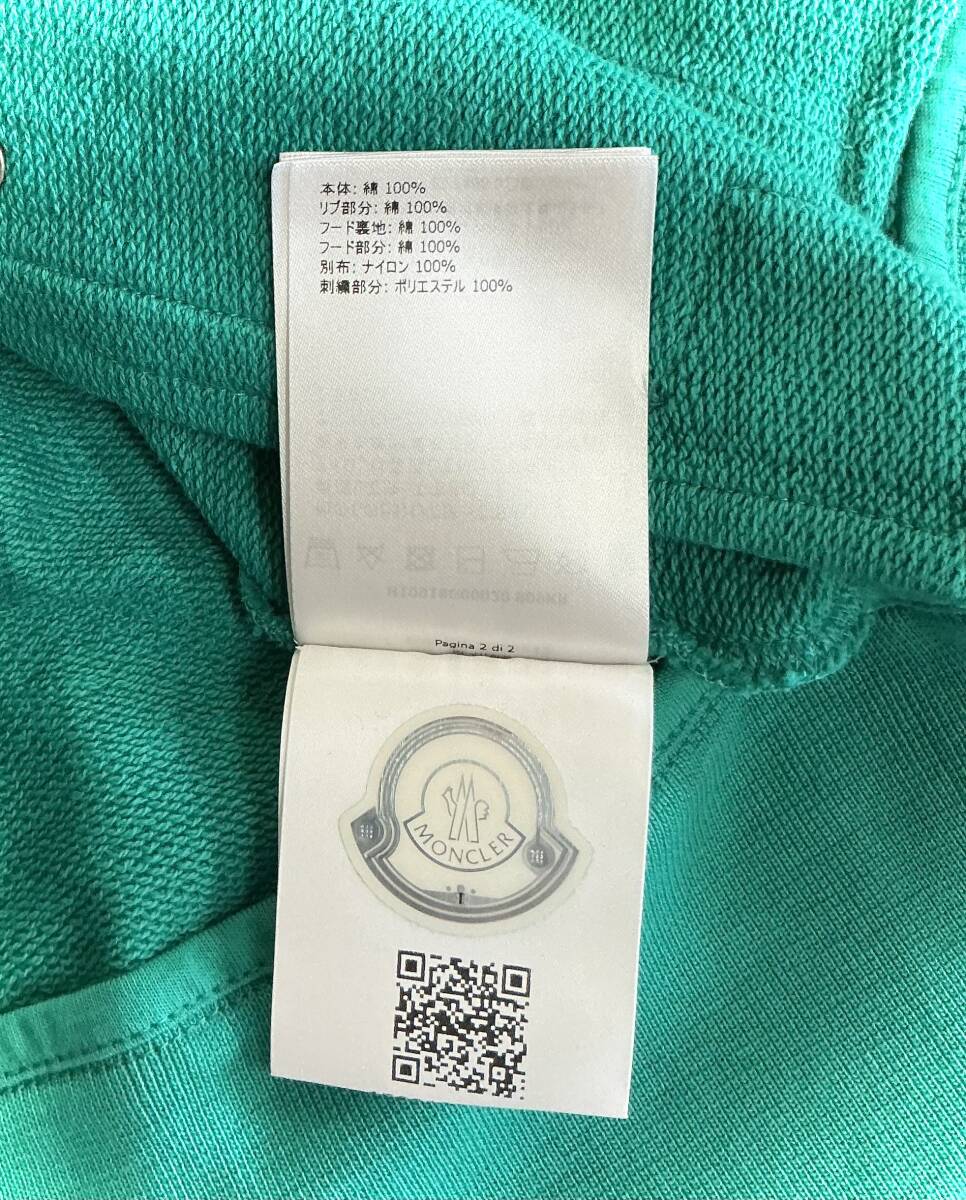 本体: 綿 100%
リブ部分: 綿 100%
フード裏地: 綿 100%
フード部分: 綿 100%
別布: ナイロン 100%
刺繍部分: ポリエステル 100%
Pagina 2 di 2
MONCLER